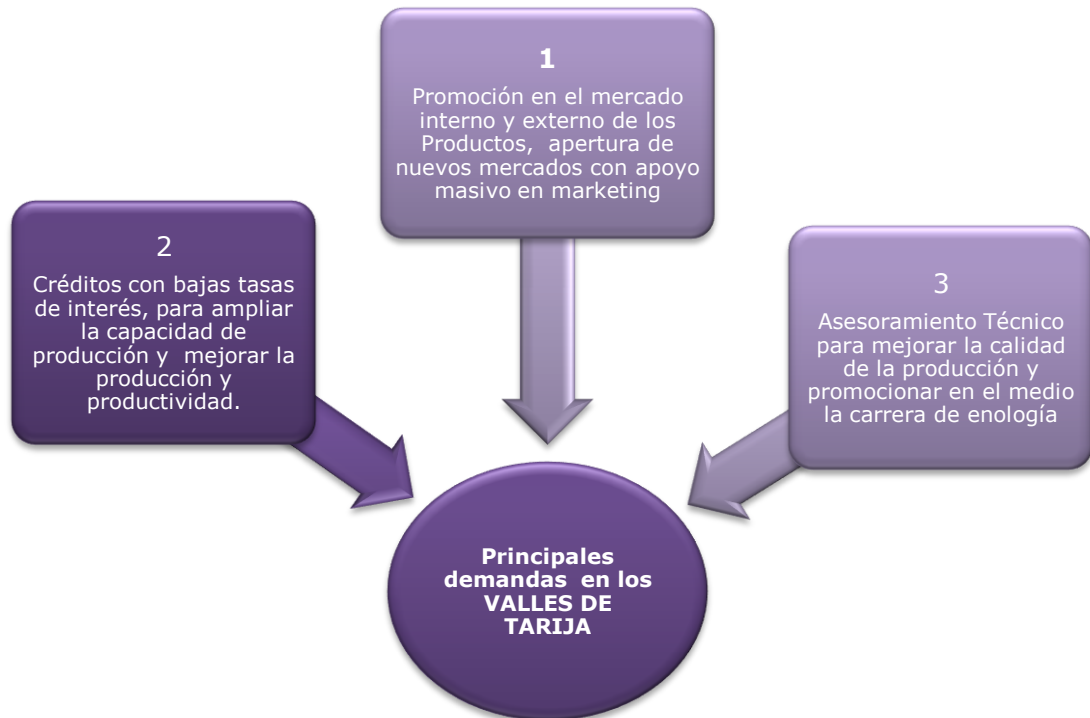 1
Promoción en el mercado
interno y externo de los
Productos, apertura de
nuevos mercados con apoyo
masivo en marketing
2
Créditos con bajas tasas
de interés, para ampliar
la capacidad de
producción y mejorar la
producción y
productividad.
3
Asesoramiento Técnico
para mejorar la calidad
de la producción y
promocionar en el medio
la carrera de enología
Principales
demandas en los
VALLES DE
TARIJA